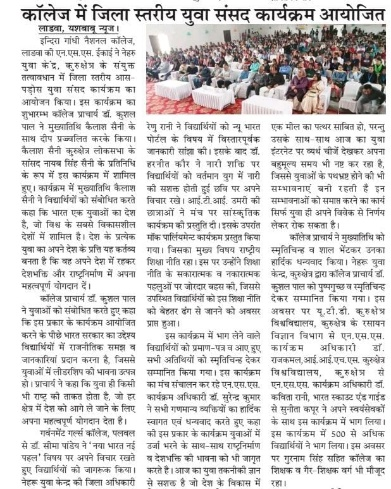 कॉलेज में जिला स्तरीय युवा संसद कार्यक्रम आयोजित
लाडवा, यशबाबू न्यूज।
इन्दिरा गांधी नैशनल कॉलेज,
लाडवा की एन.एस.एस. ईकाई ने नेहरु
युवा केंद्र, कुरुक्षेत्र के संयुक्त
तत्वावधान में जिला स्तरीय आस-
पड़ोस युवा संसद कार्यक्रम का
आयोजन किया। इस कार्यक्रम का
शुभारम्भ कॉलेज प्राचार्य डॉ. कुशल
पाल ने मुख्यातिथि कैलाश सैनी के
साथ दीप प्रज्वलित करके किया।
कैलाश सैनी कुरुक्षेत्र लोकसभा के
सांसद नायब सिंह सैनी के प्रतिनिधि
के रूप में इस कार्यक्रम में शामिल
हुए। कार्यक्रम में मुख्यातिथि कैलाश
सैनी ने विद्यार्थियों को संबोधित करते
कहा कि भारत एक युवाओं का देश
है, जो विश्व के सबसे विकासशील
देशों में शामिल है। देश के प्रत्येक
युवा का अपने देश के प्रति यह कर्तव्य
बनता है कि वह अपने देश में रहकर
देशभक्ति और राष्ट्रनिर्माण में अपना
महत्वपूर्ण योगदान दें।
कॉलेज प्राचार्य डॉ. कुशल पाल
ने युवाओं को संबोधित करते हुए कहा
कि इस प्रकार के कार्यक्रम आयोजित
करने के पीछे भारत सरकार का उद्देश्य
विद्यार्थियों में राजनीतिक समझ व
जानकारियां प्रदान करना है, जिससे
युवाओं में लीडरशिप की भावना उत्पन्न
हो। प्राचार्य ने कहा कि युवा ही किसी
भी राष्ट्र की ताकत होता है, जो हर
क्षेत्र में देश को आगे ले जाने के लिए
अपना महत्वपूर्ण योगदान देता है।
गर्वनमेंट गर्ल्स कॉलेज, पलवल
से डॉ. सीमा पांडिय ने 'नवा भारत नई
पहल' विषय पर अपने विचार रखते
हुए विद्यार्थियों को जागरूक किया।
नेहरू युवा केन्द्र की जिला अधिकारी
रेणु रानी ने विद्यार्थियों को न्यू भारत
पोर्टल के विषय में विस्तारपूर्वक
जानकारी सांझा की। इसके बाद डॉ.
हरनीत कौर ने नारी शक्ति पर
विद्यार्थियों को वर्तमान युग में नारी
की सशक्त होती हुई छवि पर अपने
विचार रखे। आई.टी.आई. उमरी की
छात्राओं ने मंच पर सांस्कृतिक
कार्यक्रम की प्रस्तुति दी। इसके उपरांत
मॉक पार्लियामेन्ट कार्यक्रम प्रस्तुत किया
गया। जिसका मुख्य विषय राष्ट्रीय
शिक्षा नीति रहा। इस पर उन्होंने शिक्षा
नीति के सकारात्मक व नकारात्मक
पहलुओं पर जोरदार बहस की, जिससे
उपस्थित विद्यार्थियों को इस शिक्षा नीति
को बेहतर ढंग से जानने को अवसर
प्राप्त हुआ।
इस कार्यक्रम में भाग लेने वाले
विद्यार्थियों को प्रमाण-पत्र व आए हुए
सभी अतिथियों को स्मृतिचिन्ह देकर
सम्मानित किया गया। इस कार्यक्रम
का मंच संचालन कर रहे एन.एस.एस.
कार्यक्रम अधिकारी डॉ. सुरेन्द्र कुमार
ने सभी गणमान्य व्यक्तियों का हार्दिक
स्वागत एवं धन्यवाद करते हुए कहा
की इस प्रकार के कार्यक्रम युवाओं में
उर्जा भरने के साथ-साथ राष्ट्रनिर्माण
व देशभक्ति की भावना को भी जागृत
करते है। आज का युवा तकनीकी ज्ञान
से सशक्त है जो देश के विकास में
एक मील का पत्थर साबित हो, परन्तु
उसके साथ-साथ आज का युवा
इंटरनेट पर व्यर्थ चीजें देखकर अपना
बहुमूल्य समय भी नष्ट कर रहा है,
जिससे युवाओं के पथभ्रष्ट होने की भी
सम्भावनाएं बनी रहती हैं इन
सम्भावनाओं को समाप्त करने का कार्य
सिर्फ युवा ही अपने विवेक से निर्णय
लेकर रोक सकता है।
कॉलेज प्राचार्य ने मुख्यातिथि को
स्मृतिचिन्ह व शाल भेंटकर उनका
हार्दिक धन्यवाद किया। नेहरू युवा
केन्द्र, कुरुक्षेत्र द्वारा कॉलेज प्राचार्य डॉ.
कुशल पाल को पुष्पगुच्छ व स्मृतिचिन्ह
देकर सम्मानित किया गया। इस
अवसर पर यू.टी.डी. कुरुक्षेत्र
विश्वविद्यालय, कुरुक्षेत्र के रसायन
विज्ञान विभाग से एन.एस.एस.
कार्यक्रम अधिकारी डॉ.
राजकमल, आई.आई.एच.एस. कुरुक्षेत्र
विश्वविद्यालय, कुरुक्षेत्र से
एन.एस.एस. कार्यक्रम अधिकारी डॉ.
कविता रानी, भारत स्काउट एंड गाईड
से सुनीता कपूर ने अपने स्वयंसेवकों
के साथ इस कार्यक्रम में भाग लिया।
इस कार्यक्रम में 500 से अधिक
विद्यार्थियों ने भाग लिया। इस अवसर
पर गुरनाम सिंह सहित कॉलेज का
शिक्षक व गैर-शिक्षक वर्ग भी मौजूद
रहा।